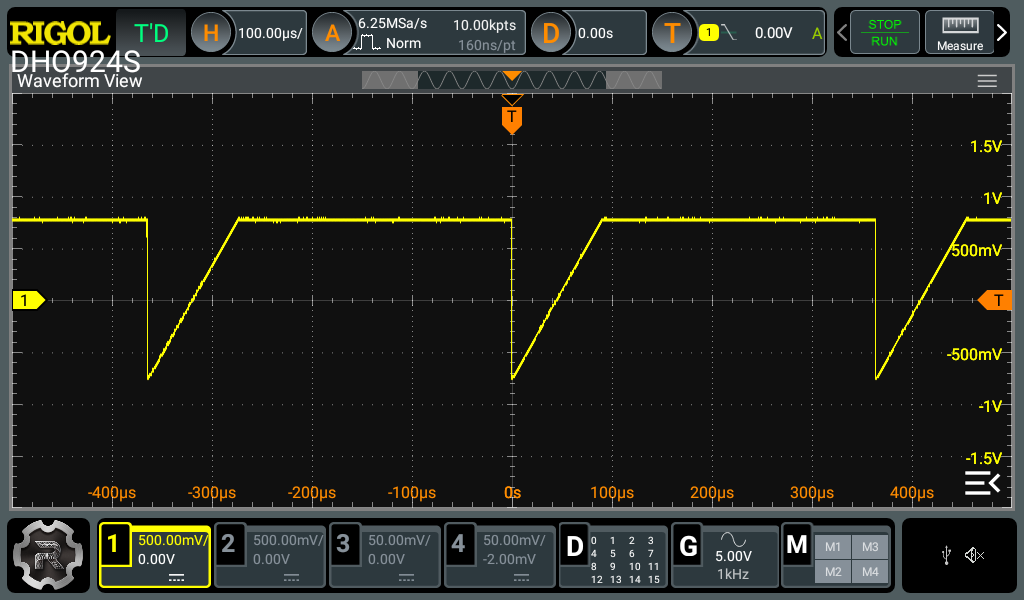 RIGOL T'D H 100.00μs/ A 6.25MSa/s 10.00kpts D 0.00s T 1 0.00V A STOP
Norm 160ns/pt RUN Measure
DHO924S
Waveform View
T
1.5V
1V
500mV
1 T
-500mV
-1V
-1.5V
-400μs -300μs -200μs -100μs 0s 100μs 200μs 300μs 400μs
R 1 500.00mV/ 2 500.00mV/ 3 50.00mV/ 4 50.00mV/ D 0 1 2 3 G 5.00V M M1 M3
0.00V 0.00V 0.00V -2.00mV 4 5 6 7 1kHz M2 M4
8 9 10 11
12 13 14 15